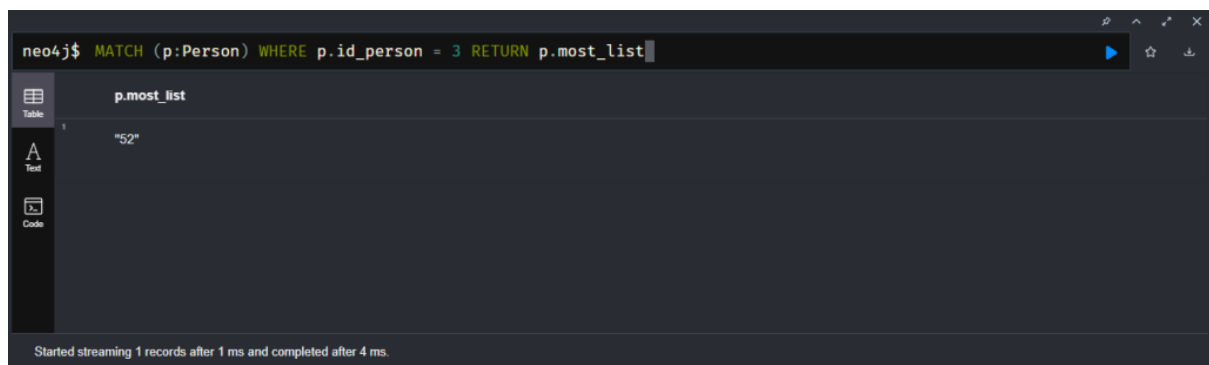 neo4j$ MATCH (p:Person) WHERE p.id_person = 3 RETURN p.most_list
Table
p.most_list
1
"52"
A
Text
Code
Started streaming 1 records after 1 ms and completed after 4 ms.